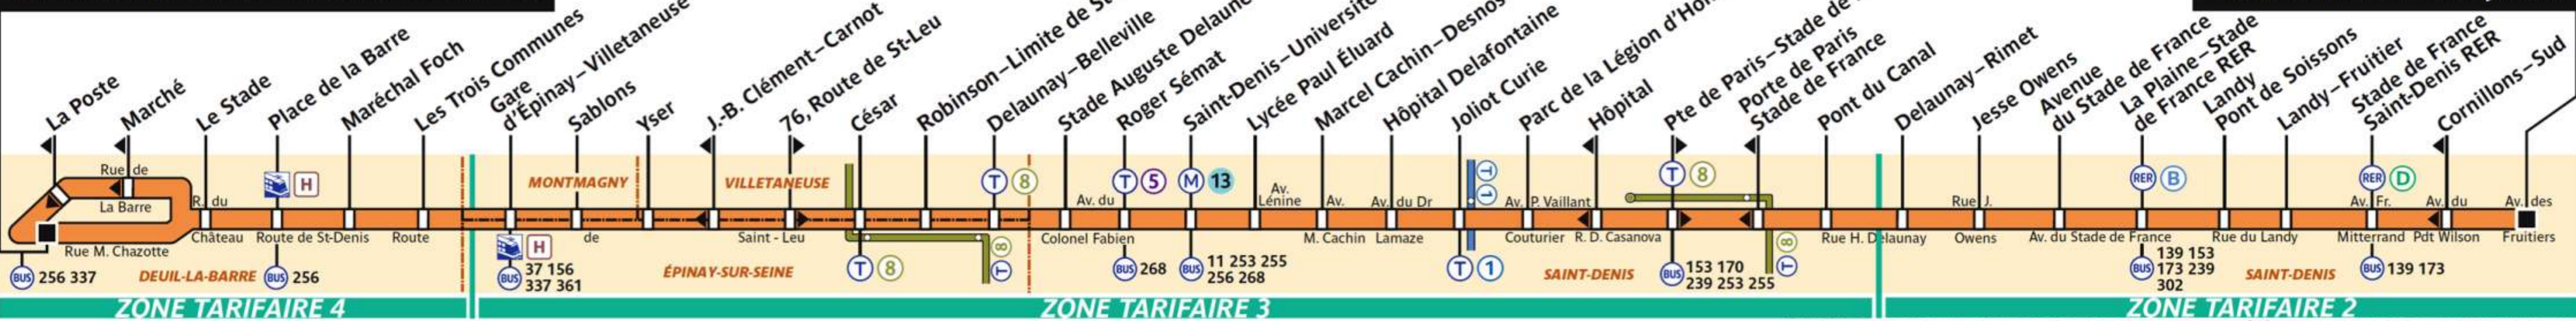 La Poste
Marché
Le Stade
Place de la Barre
Maréchal Foch
Les Trois Communes
Gare
d'Épinay–Villetaneuse
Sablons
Yser
J.-B. Clément–Carnot
76, Route de St-Leu
César
Robinson–Limite de
Delaunay–Belleville
Stade Auguste
Roger Sémat
Saint-Denis–Université
Lycée Paul Éluard
Marcel Cachin–
Hôpital Delafontaine
Joliot Curie
Parc de la Légion
Hôpital
Pte de Paris–Stade de
Porte de Paris
Stade de France
Pont du Canal
Delaunay–Rimet
Jesse Owens
Avenue
du Stade de France
La Plaine–Stade
de France RER
Landy
Pont de Soissons
Landy–Fruitier
Stade de France
Saint-Denis RER
Cornillons–Sud
Rue de
La Barre
R. du
H
MONTMAGNY
VILLETANEUSE
T 8
Av. du
T 5
M 13
Av.
Lénine
Av.
Av. du Dr
T 1
Av. P. Vaillant
T 8
Rue J.
RER B
RER D
Av. Fr.
Av. du
Av. des
Rue M. Chazotte
Château
Route de St-Denis
Route
H
de
Saint - Leu
T 8
Colonel Fabien
M. Cachin
Lamaze
Couturier
R. D. Casanova
T 8
Rue H. Delaunay
Owens
Av. du Stade de France
Rue du Landy
Mitterrand
Pdt Wilson
Fruitiers
BUS 256 337
DEUIL-LA-BARRE
BUS 256
BUS 37 156
337 361
ÉPINAY-SUR-SEINE
T 8
BUS 268
BUS 11 253 255
256 268
T 1
SAINT-DENIS
BUS 153 170
239 253 255
BUS 139 153
173 239
302
SAINT-DENIS
BUS 139 173
ZONE TARIFAIRE 4
ZONE TARIFAIRE 3
ZONE TARIFAIRE 2